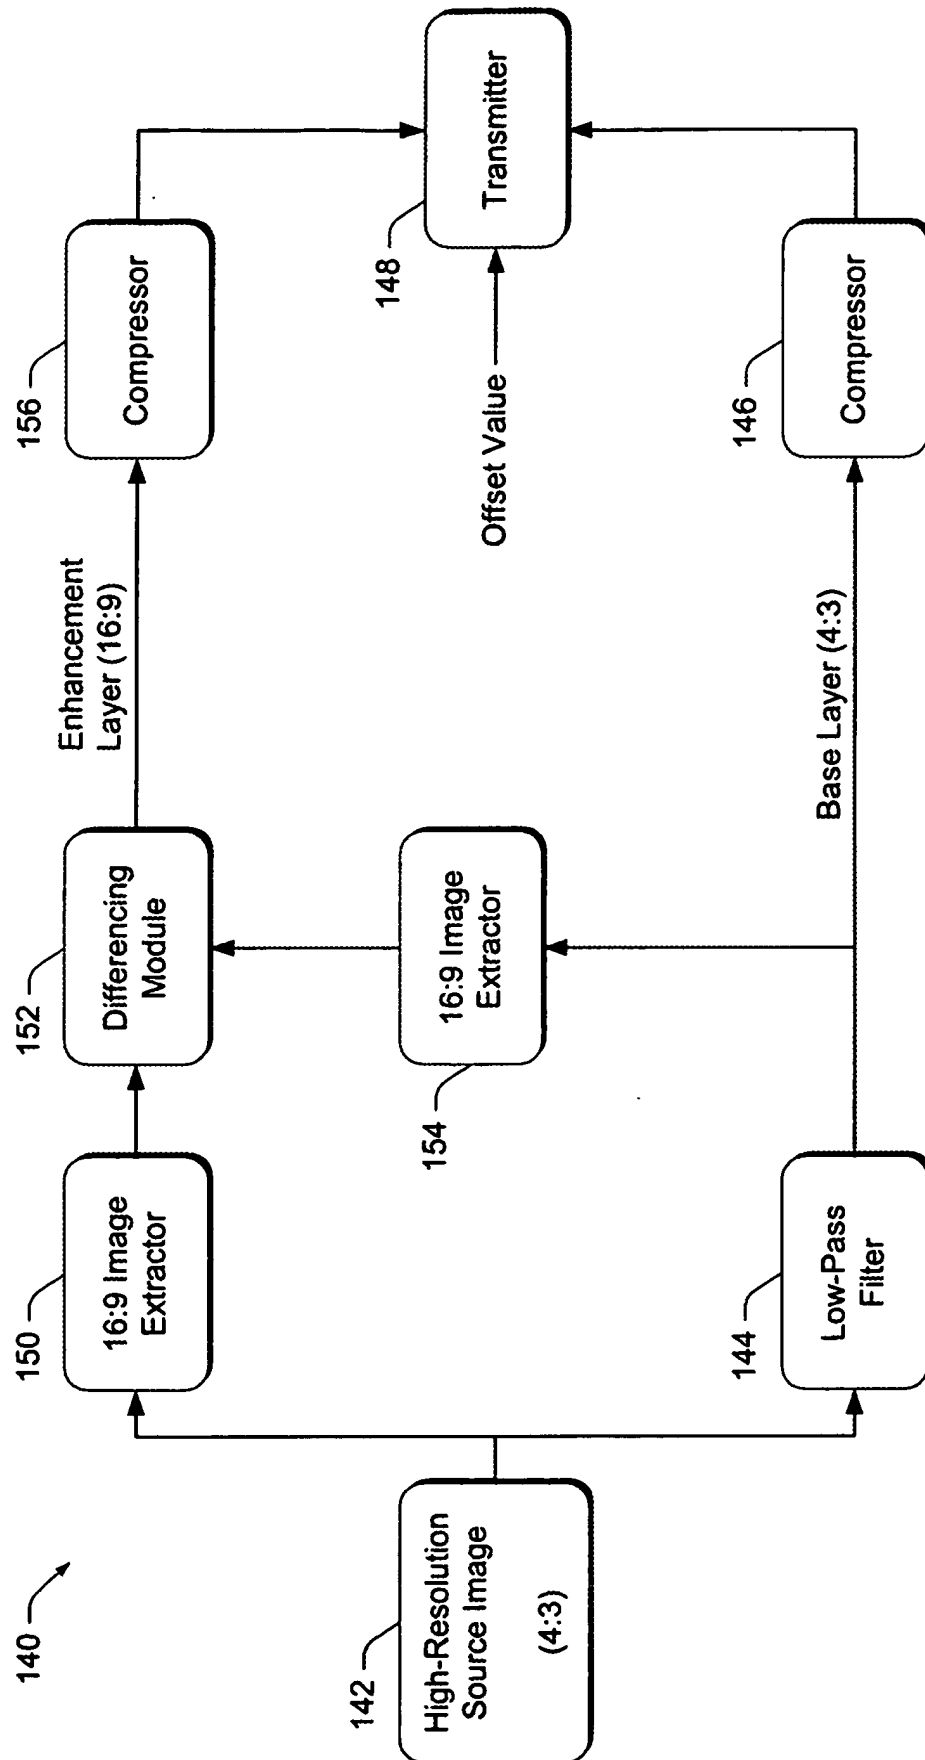 140
142
High-Resolution
Source Image
(4:3)
150
16:9 Image
Extractor
152
Differencing
Module
Enhancement
Layer (16:9)
156
Compressor
154
16:9 Image
Extractor
Offset Value
148
Transmitter
144
Low-Pass
Filter
Base Layer (4:3)
146
Compressor